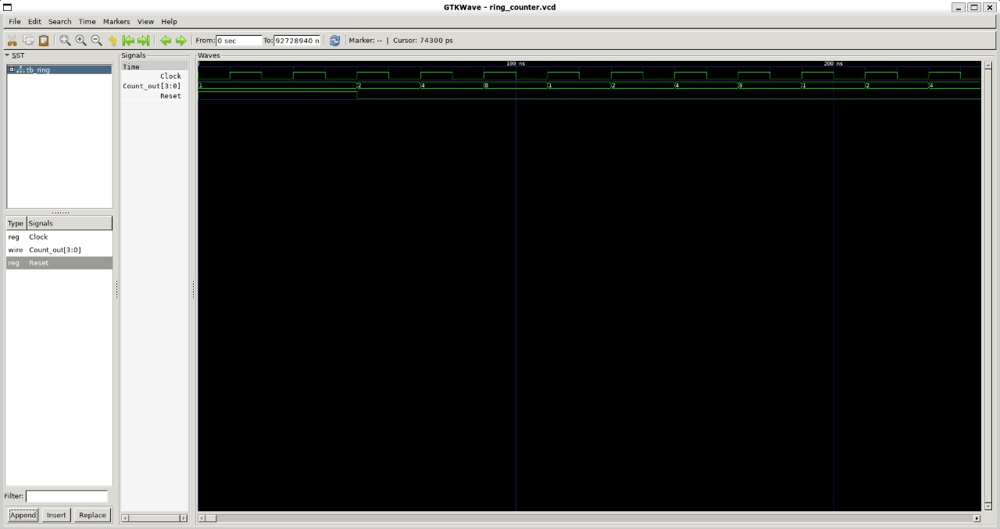 GTKWave - ring_counter.vcd
File Edit Search Time Markers View Help
From: 0 sec To: 92728940 n Marker: -- | Cursor: 74300 ps
SST
tb_ring
Type Signals
reg Clock
wire Count_out[3:0]
reg Reset
Filter:
Append Insert Replace
Signals
Time
Clock
Count_out[3:0]
Reset
Waves
100 ns 200 ns
1 2 4 8 1 2 4 8 1 2 4